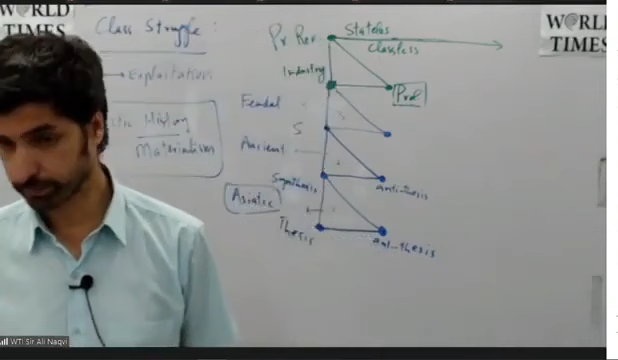 WORLD
TIMES
WORLD
TIMES
Class Struggle :
→ Exploitation
History
Materialism
Pr Rev
Stateless
Classless
Industry
Prol
Feudal
S
Ancient
Synthesis
anti-thesis
Asiatic
Thesis
anti-thesis
WTI Sir Ali Naqvi